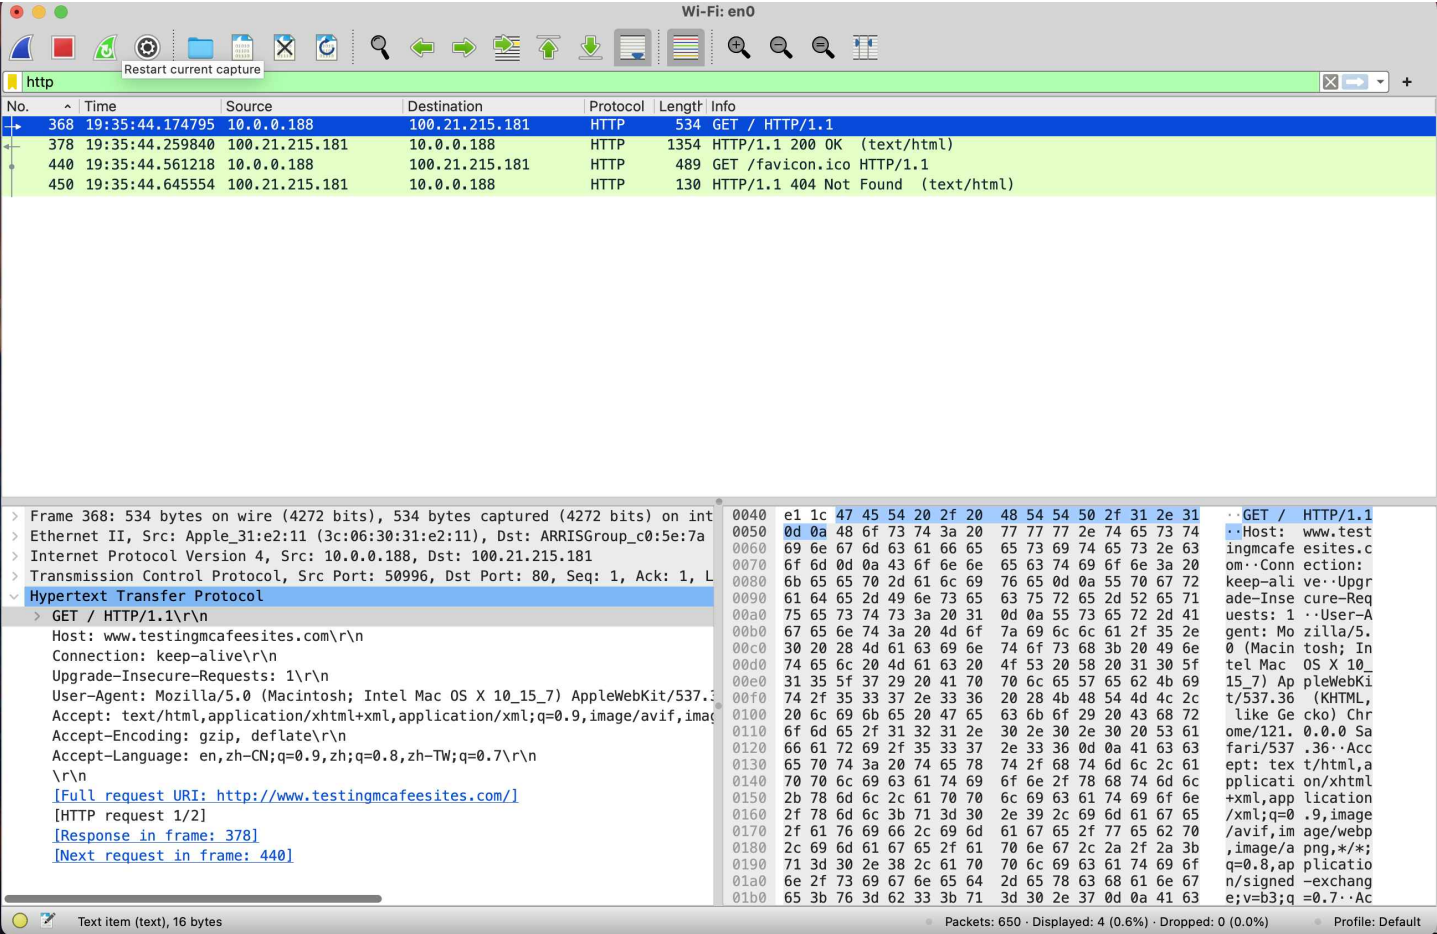 Wi-Fi: en0
Restart current capture
http
No. Time Source Destination Protocol Length Info
368 19:35:44.174795 10.0.0.188 100.21.215.181 HTTP 534 GET / HTTP/1.1
378 19:35:44.259840 100.21.215.181 10.0.0.188 HTTP 1354 HTTP/1.1 200 OK (text/html)
440 19:35:44.561218 10.0.0.188 100.21.215.181 HTTP 489 GET /favicon.ico HTTP/1.1
450 19:35:44.645554 100.21.215.181 10.0.0.188 HTTP 130 HTTP/1.1 404 Not Found (text/html)
Frame 368: 534 bytes on wire (4272 bits), 534 bytes captured (4272 bits) on int
Ethernet II, Src: Apple_31:e2:11 (3c:06:30:31:e2:11), Dst: ARRISGroup_c0:5e:7a
Internet Protocol Version 4, Src: 10.0.0.188, Dst: 100.21.215.181
Transmission Control Protocol, Src Port: 50996, Dst Port: 80, Seq: 1, Ack: 1, L
Hypertext Transfer Protocol
GET / HTTP/1.1\r\n
Host: www.testingmcafeesites.com\r\n
Connection: keep-alive\r\n
Upgrade-Insecure-Requests: 1\r\n
User-Agent: Mozilla/5.0 (Macintosh; Intel Mac OS X 10_15_7) AppleWebKit/537.3
Accept: text/html,application/xhtml+xml,application/xml;q=0.9,image/avif,imag
Accept-Encoding: gzip, deflate\r\n
Accept-Language: en,zh-CN;q=0.9,zh;q=0.8,zh-TW;q=0.7\r\n
\r\n
[Full request URI: http://www.testingmcafeesites.com/]
[HTTP request 1/2]
[Response in frame: 378]
[Next request in frame: 440]
0040 e1 1c 47 45 54 20 2f 20 48 54 54 50 2f 31 2e 31 ··GET / HTTP/1.1
0050 0d 0a 48 6f 73 74 3a 20 77 77 77 2e 74 65 73 74 ··Host: www.test
0060 69 6e 67 6d 63 61 66 65 65 73 69 74 65 73 2e 63 ingmcafe esites.c
0070 6f 6d 0d 0a 43 6f 6e 6e 65 63 74 69 6f 6e 3a 20 om··Conn ection:
0080 6b 65 65 70 2d 61 6c 69 76 65 0d 0a 55 70 67 72 keep-ali ve··Upgr
0090 61 64 65 2d 49 6e 73 65 63 75 72 65 2d 52 65 71 ade-Inse cure-Req
00a0 75 65 73 74 73 3a 20 31 0d 0a 55 73 65 72 2d 41 uests: 1 ··User-A
00b0 67 65 6e 74 3a 20 4d 6f 7a 69 6c 6c 61 2f 35 2e gent: Mo zilla/5.
00c0 30 20 28 4d 61 63 69 6e 74 6f 73 68 3b 20 49 6e 0 (Macin tosh; In
00d0 74 65 6c 20 4d 61 63 20 4f 53 20 58 20 31 30 5f tel Mac OS X 10_
00e0 31 35 5f 37 29 20 41 70 70 6c 65 57 65 62 4b 69 15_7) Ap pleWebKi
00f0 74 2f 35 33 37 2e 33 36 20 28 4b 48 54 4d 4c 2c t/537.36 (KHTML,
0100 20 6c 69 6b 65 20 47 65 63 6b 6f 29 20 43 68 72 like Ge cko) Chr
0110 6f 6d 65 2f 31 32 31 2e 30 2e 30 2e 30 20 53 61 ome/121. 0.0.0 Sa
0120 66 61 72 69 2f 35 33 37 2e 33 36 0d 0a 41 63 63 fari/537 .36··Acc
0130 65 70 74 3a 20 74 65 78 74 2f 68 74 6d 6c 2c 61 ept: tex t/html,a
0140 70 70 6c 69 63 61 74 69 6f 6e 2f 78 68 74 6d 6c pplicati on/xhtml
0150 2b 78 6d 6c 2c 61 70 70 6c 69 63 61 74 69 6f 6e +xml,app lication
0160 2f 78 6d 6c 3b 71 3d 30 2e 39 2c 69 6d 61 67 65 /xml;q=0 .9,image
0170 2f 61 76 69 66 2c 69 6d 61 67 65 2f 77 65 62 70 /avif,im age/webp
0180 2c 69 6d 61 67 65 2f 61 70 6e 67 2c 2a 2f 2a 3b ,image/a png,*/*;
0190 71 3d 30 2e 38 2c 61 70 70 6c 69 63 61 74 69 6f q=0.8,ap plicatio
01a0 6e 2f 73 69 67 6e 65 64 2d 65 78 63 68 61 6e 67 n/signed -exchang
01b0 65 3b 76 3d 62 33 3b 71 3d 30 2e 37 0d 0a 41 63 e;v=b3;q =0.7··Ac
Text item (text), 16 bytes
Packets: 650 · Displayed: 4 (0.6%) · Dropped: 0 (0.0%)
Profile: Default